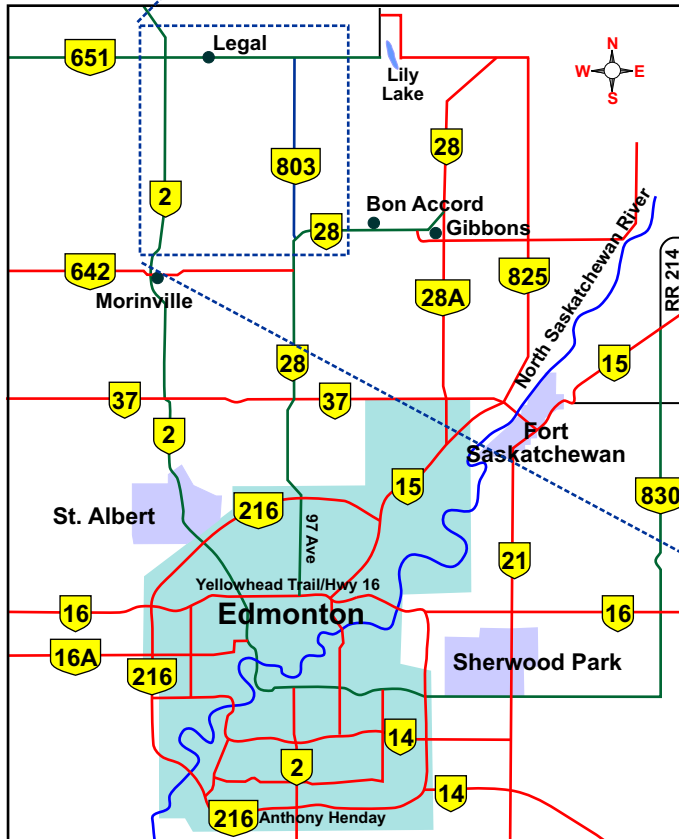 N
W E
S
651
Legal
Lily
Lake
28
803
2
Bon Accord
28
Gibbons
642
Morinville
28A
825
North Saskatchewan River
RR 214
28
15
37
37
2
Fort
Saskatchewan
15
216
St. Albert
97 Ave
830
21
Yellowhead Trail/Hwy 16
16
Edmonton
16
16A
216
Sherwood Park
14
2
14
216
Anthony Henday